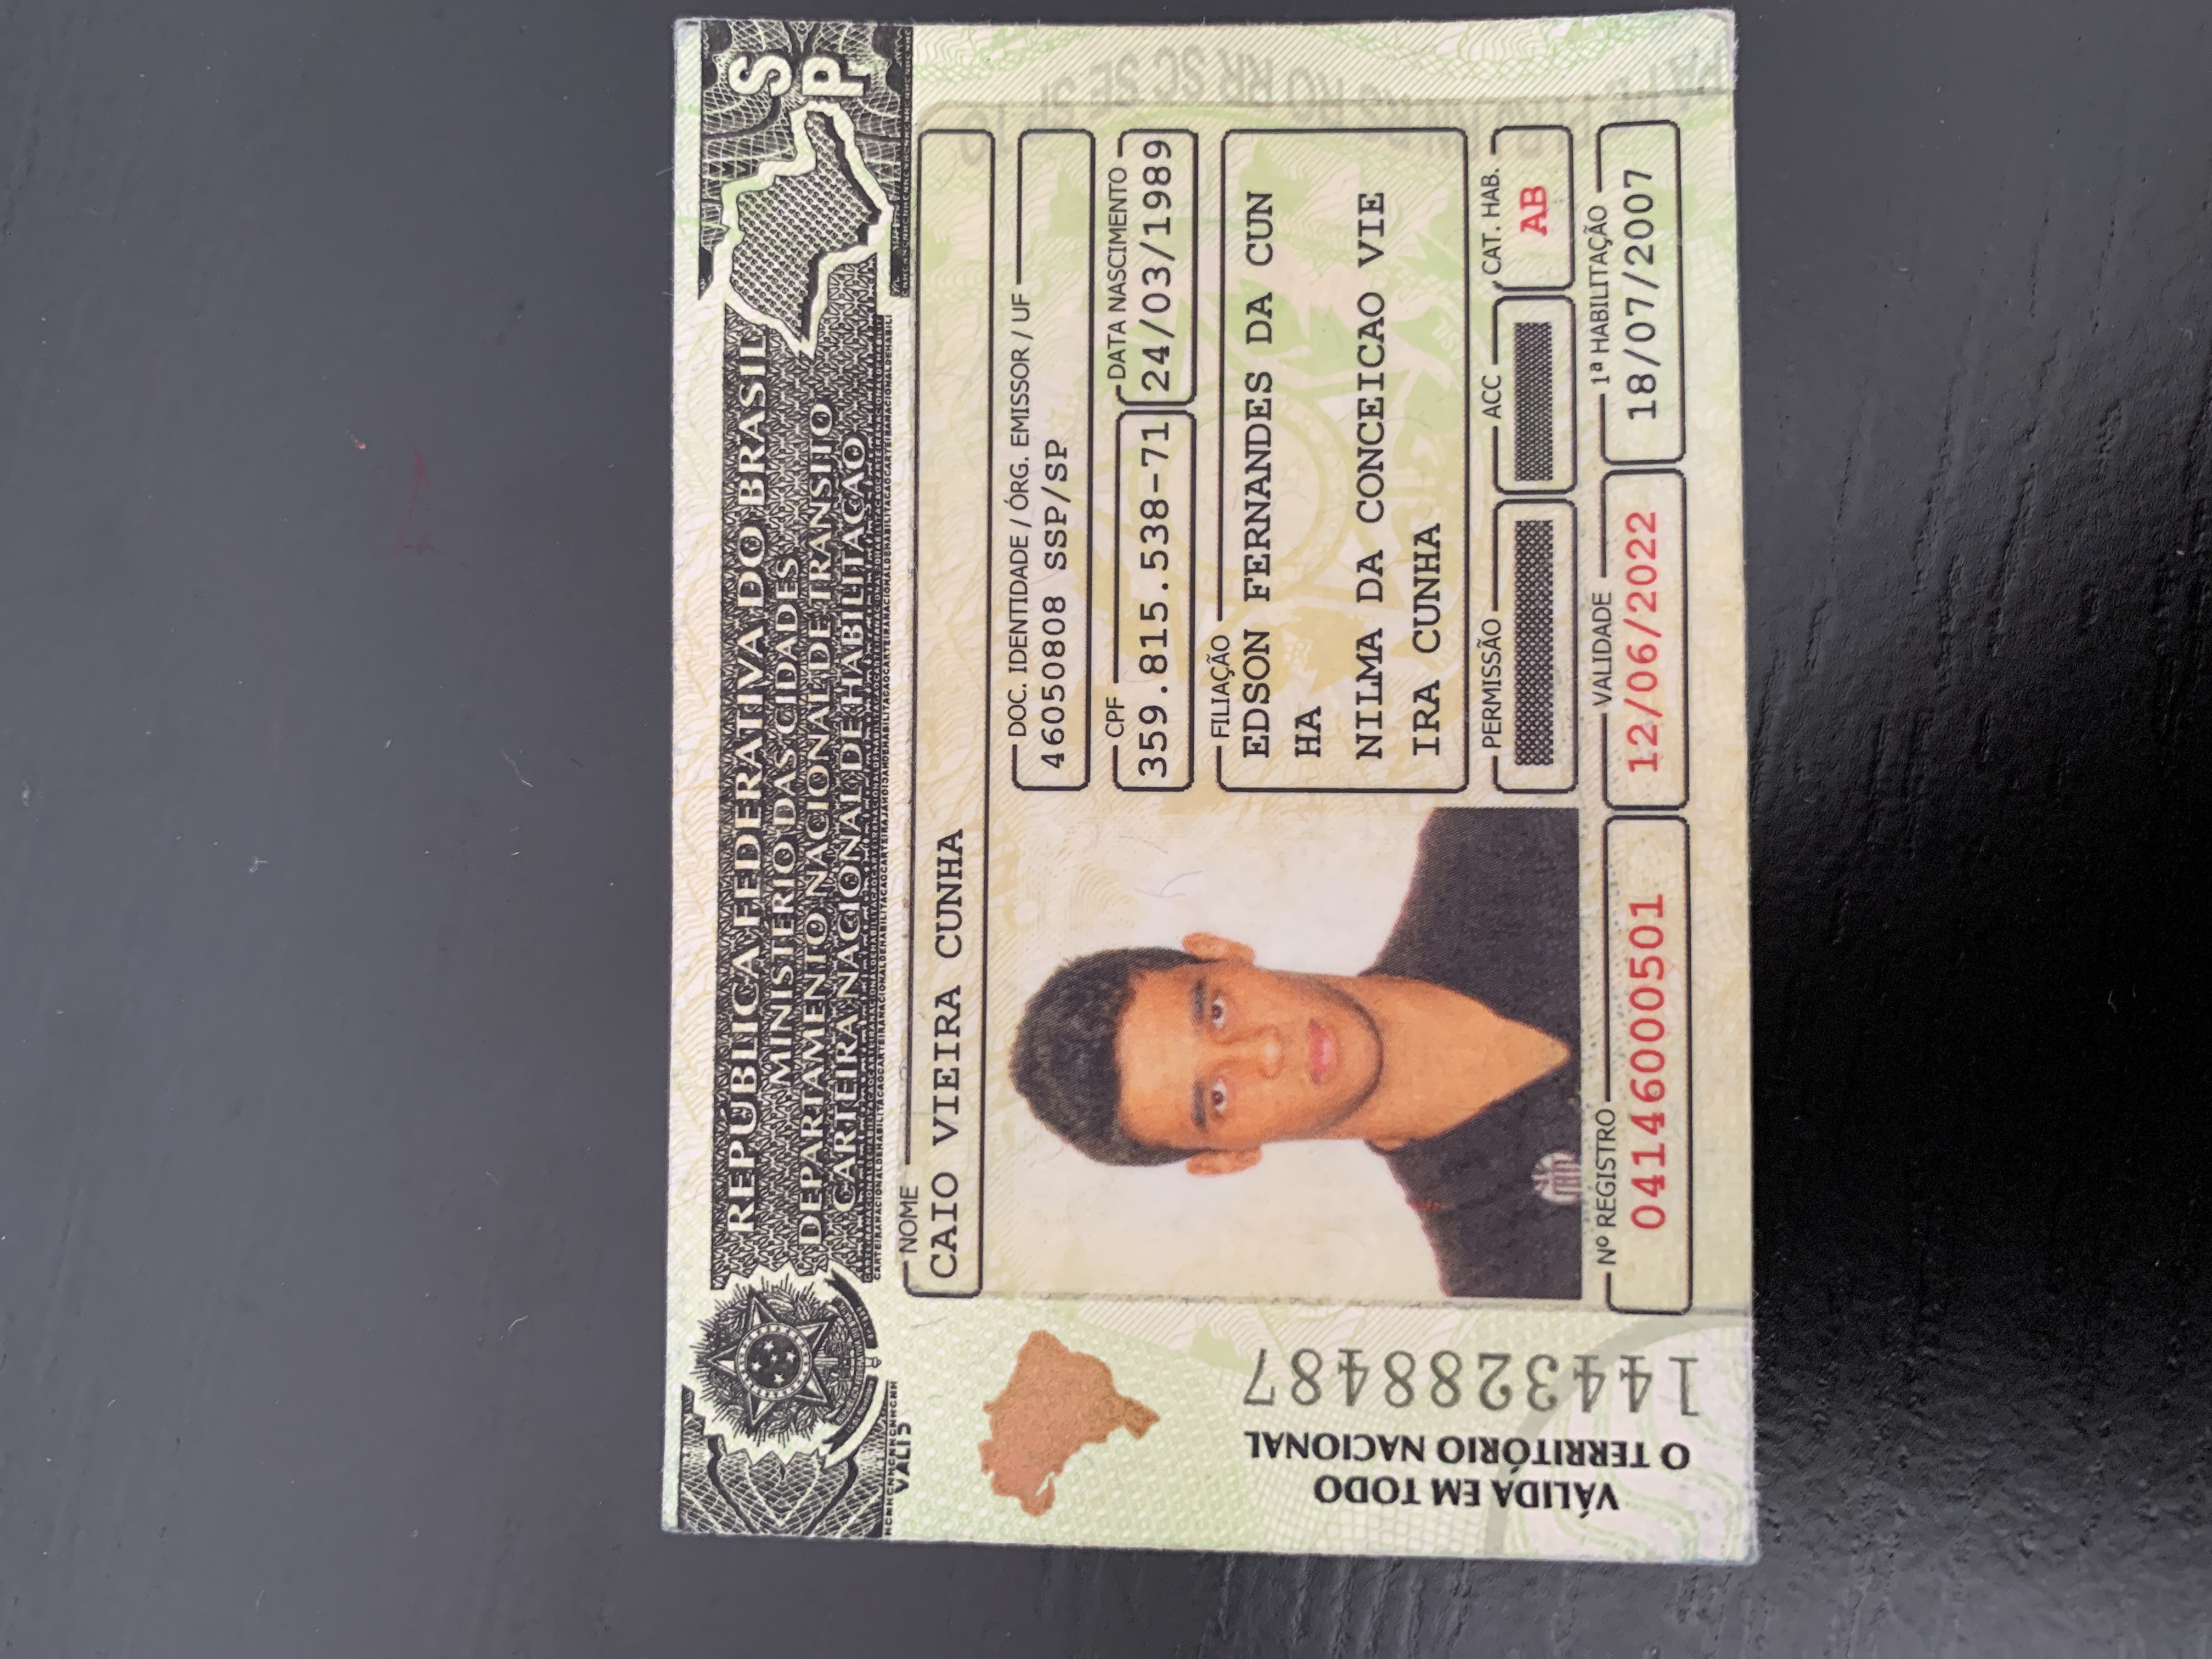 REPÚBLICA FEDERATIVA DO BRASIL
MINISTÉRIO DAS CIDADES
DEPARTAMENTO NACIONAL DE TRÂNSITO
CARTEIRA NACIONAL DE HABILITAÇÃO
SP
NOME
CAIO VIEIRA CUNHA
DOC. IDENTIDADE / ÓRG. EMISSOR / UF
46050808 SSP/SP
CPF
359.815.538-71
DATA NASCIMENTO
24/03/1989
FILIAÇÃO
EDSON FERNANDES DA CUN
HA
NILMA DA CONCEICAO VIE
IRA CUNHA
PERMISSÃO
ACC
CAT. HAB.
AB
Nº REGISTRO
04146000501
VALIDADE
12/06/2022
1ª HABILITAÇÃO
18/07/2007
VÁLIDA EM TODO
O TERRITÓRIO NACIONAL
1443288487